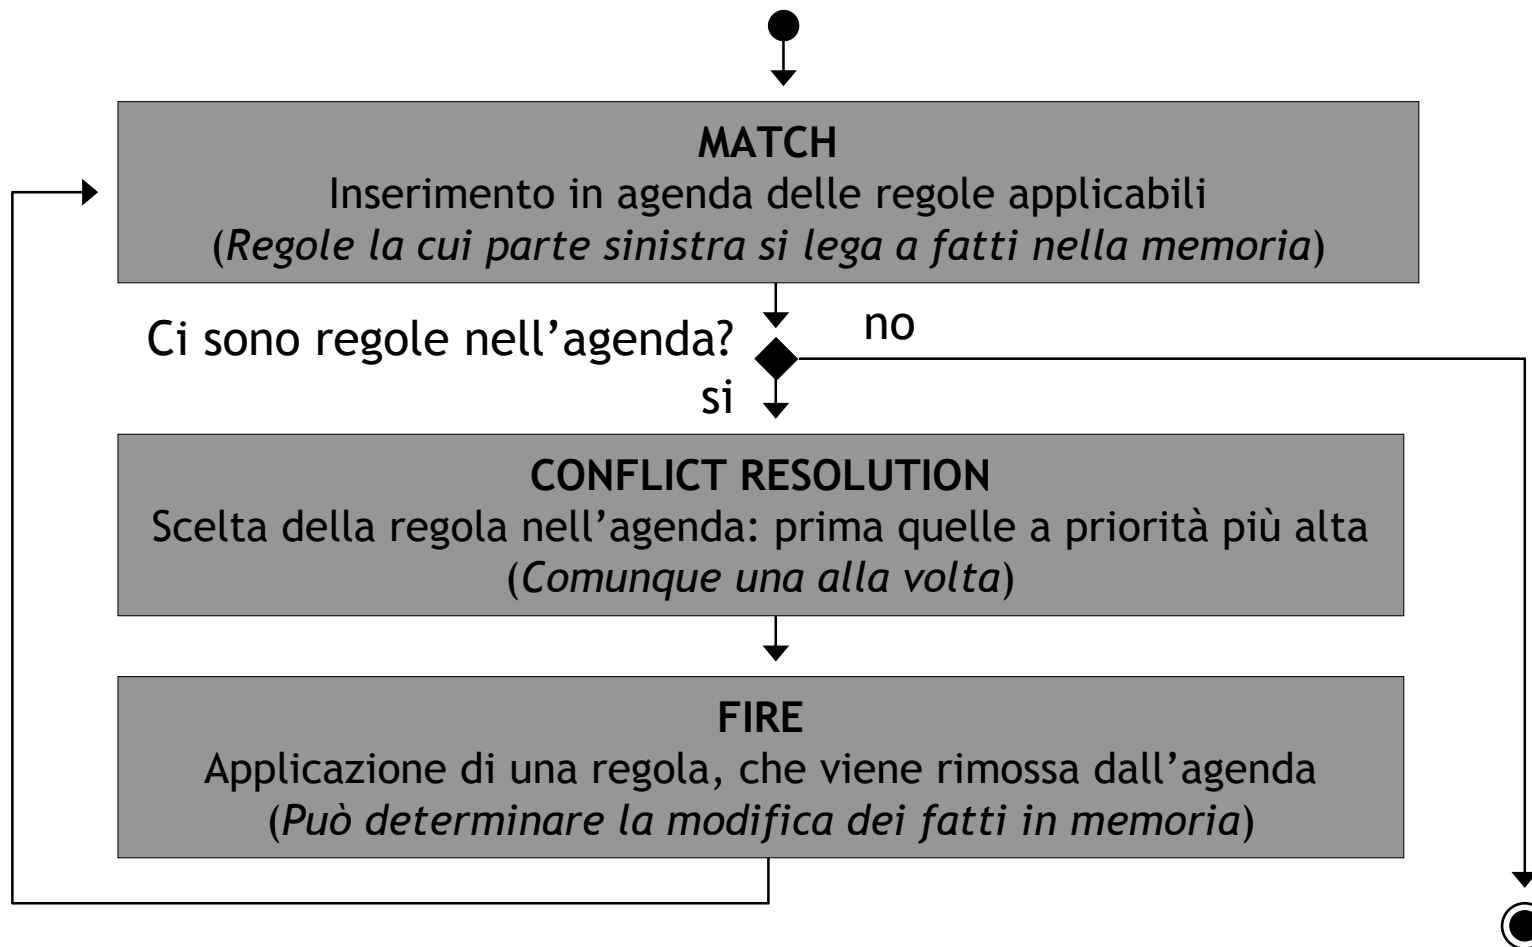 MATCH
Inserimento in agenda delle regole applicabili
(Regole la cui parte sinistra si lega a fatti nella memoria)
Ci sono regole nell’agenda?
no
si
CONFLICT RESOLUTION
Scelta della regola nell’agenda: prima quelle a priorità più alta
(Comunque una alla volta)
FIRE
Applicazione di una regola, che viene rimossa dall’agenda
(Può determinare la modifica dei fatti in memoria)